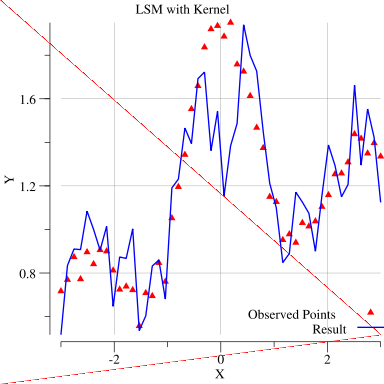 LSM with Kernel
1.6
1.2
0.8
Y
Observed Points
Result
-2 0 2
X